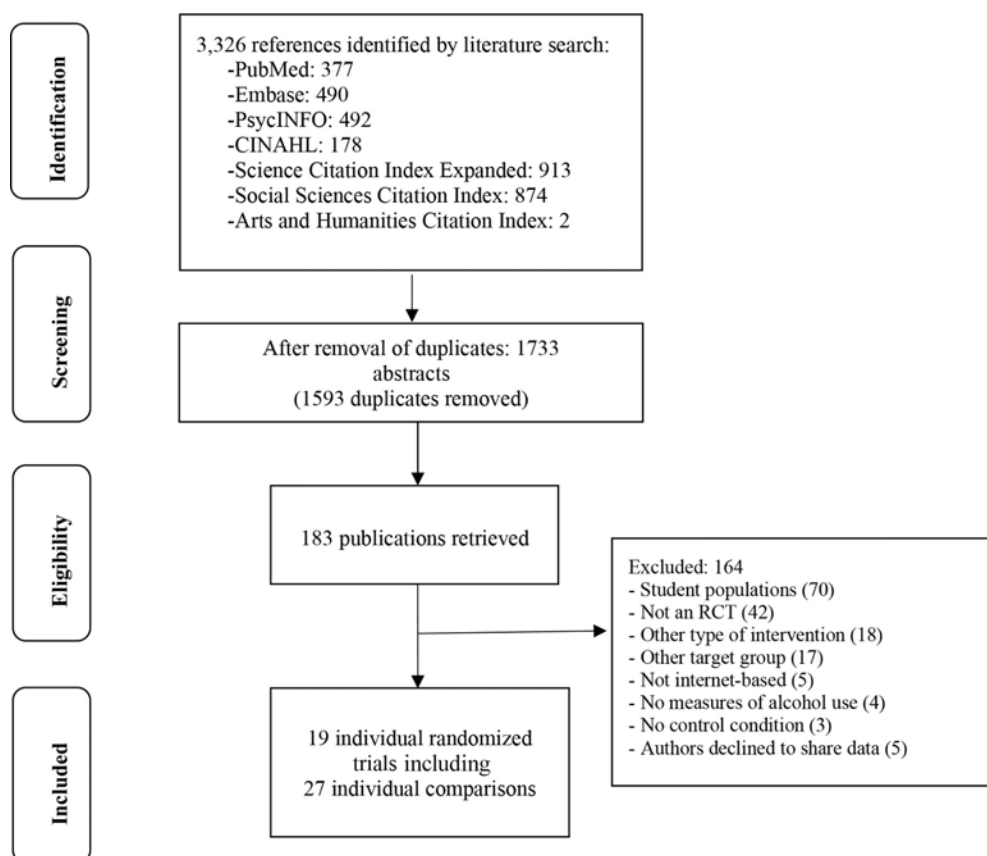 Identification
3,326 references identified by literature search:
-PubMed: 377
-Embase: 490
-PsycINFO: 492
-CINAHL: 178
-Science Citation Index Expanded: 913
-Social Sciences Citation Index: 874
-Arts and Humanities Citation Index: 2
Screening
After removal of duplicates: 1733
abstracts
(1593 duplicates removed)
Eligibility
183 publications retrieved
Excluded: 164
- Student populations (70)
- Not an RCT (42)
- Other type of intervention (18)
- Other target group (17)
- Not internet-based (5)
- No measures of alcohol use (4)
- No control condition (3)
- Authors declined to share data (5)
Included
19 individual randomized
trials including
27 individual comparisons